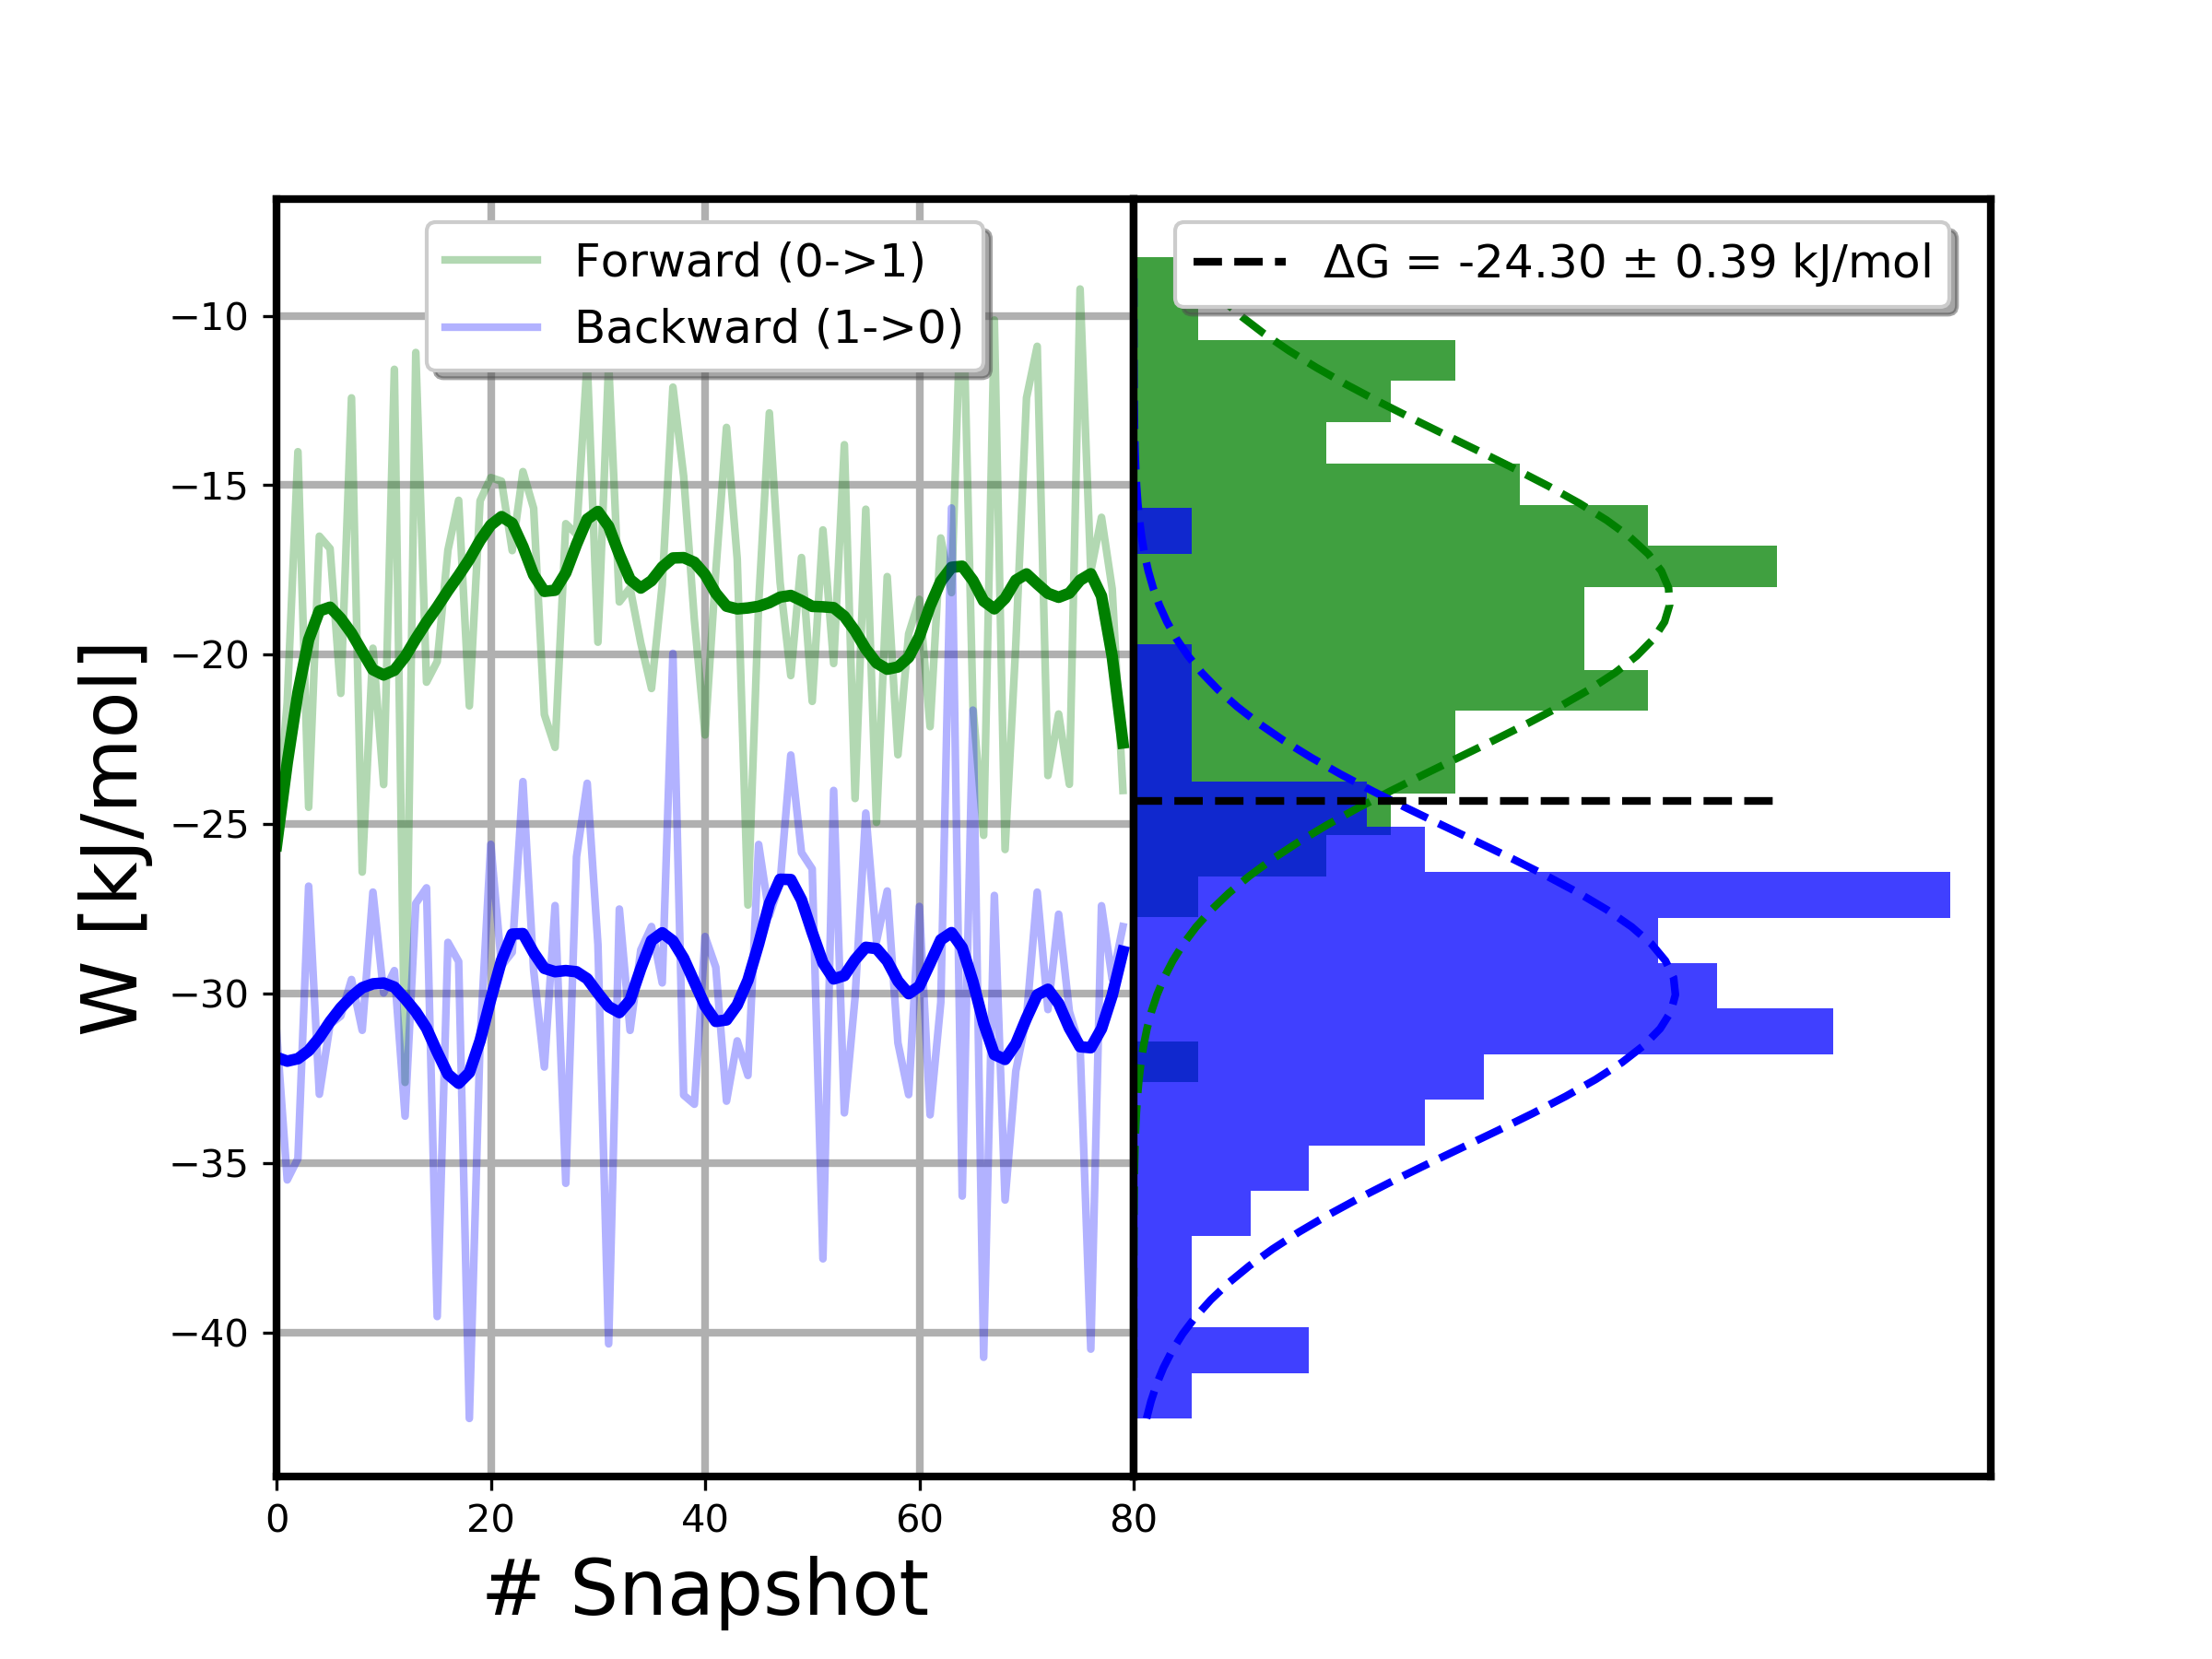 Forward (0->1)
Backward (1->0)
ΔG = -24.30 ± 0.39 kJ/mol
W [kJ/mol]
−10
−15
−20
−25
−30
−35
−40
0 20 40 60 80
# Snapshot